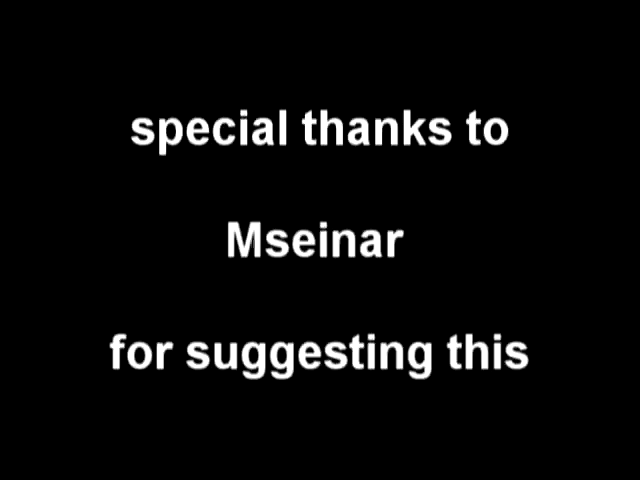 special thanks to
Mseinar
for suggesting this